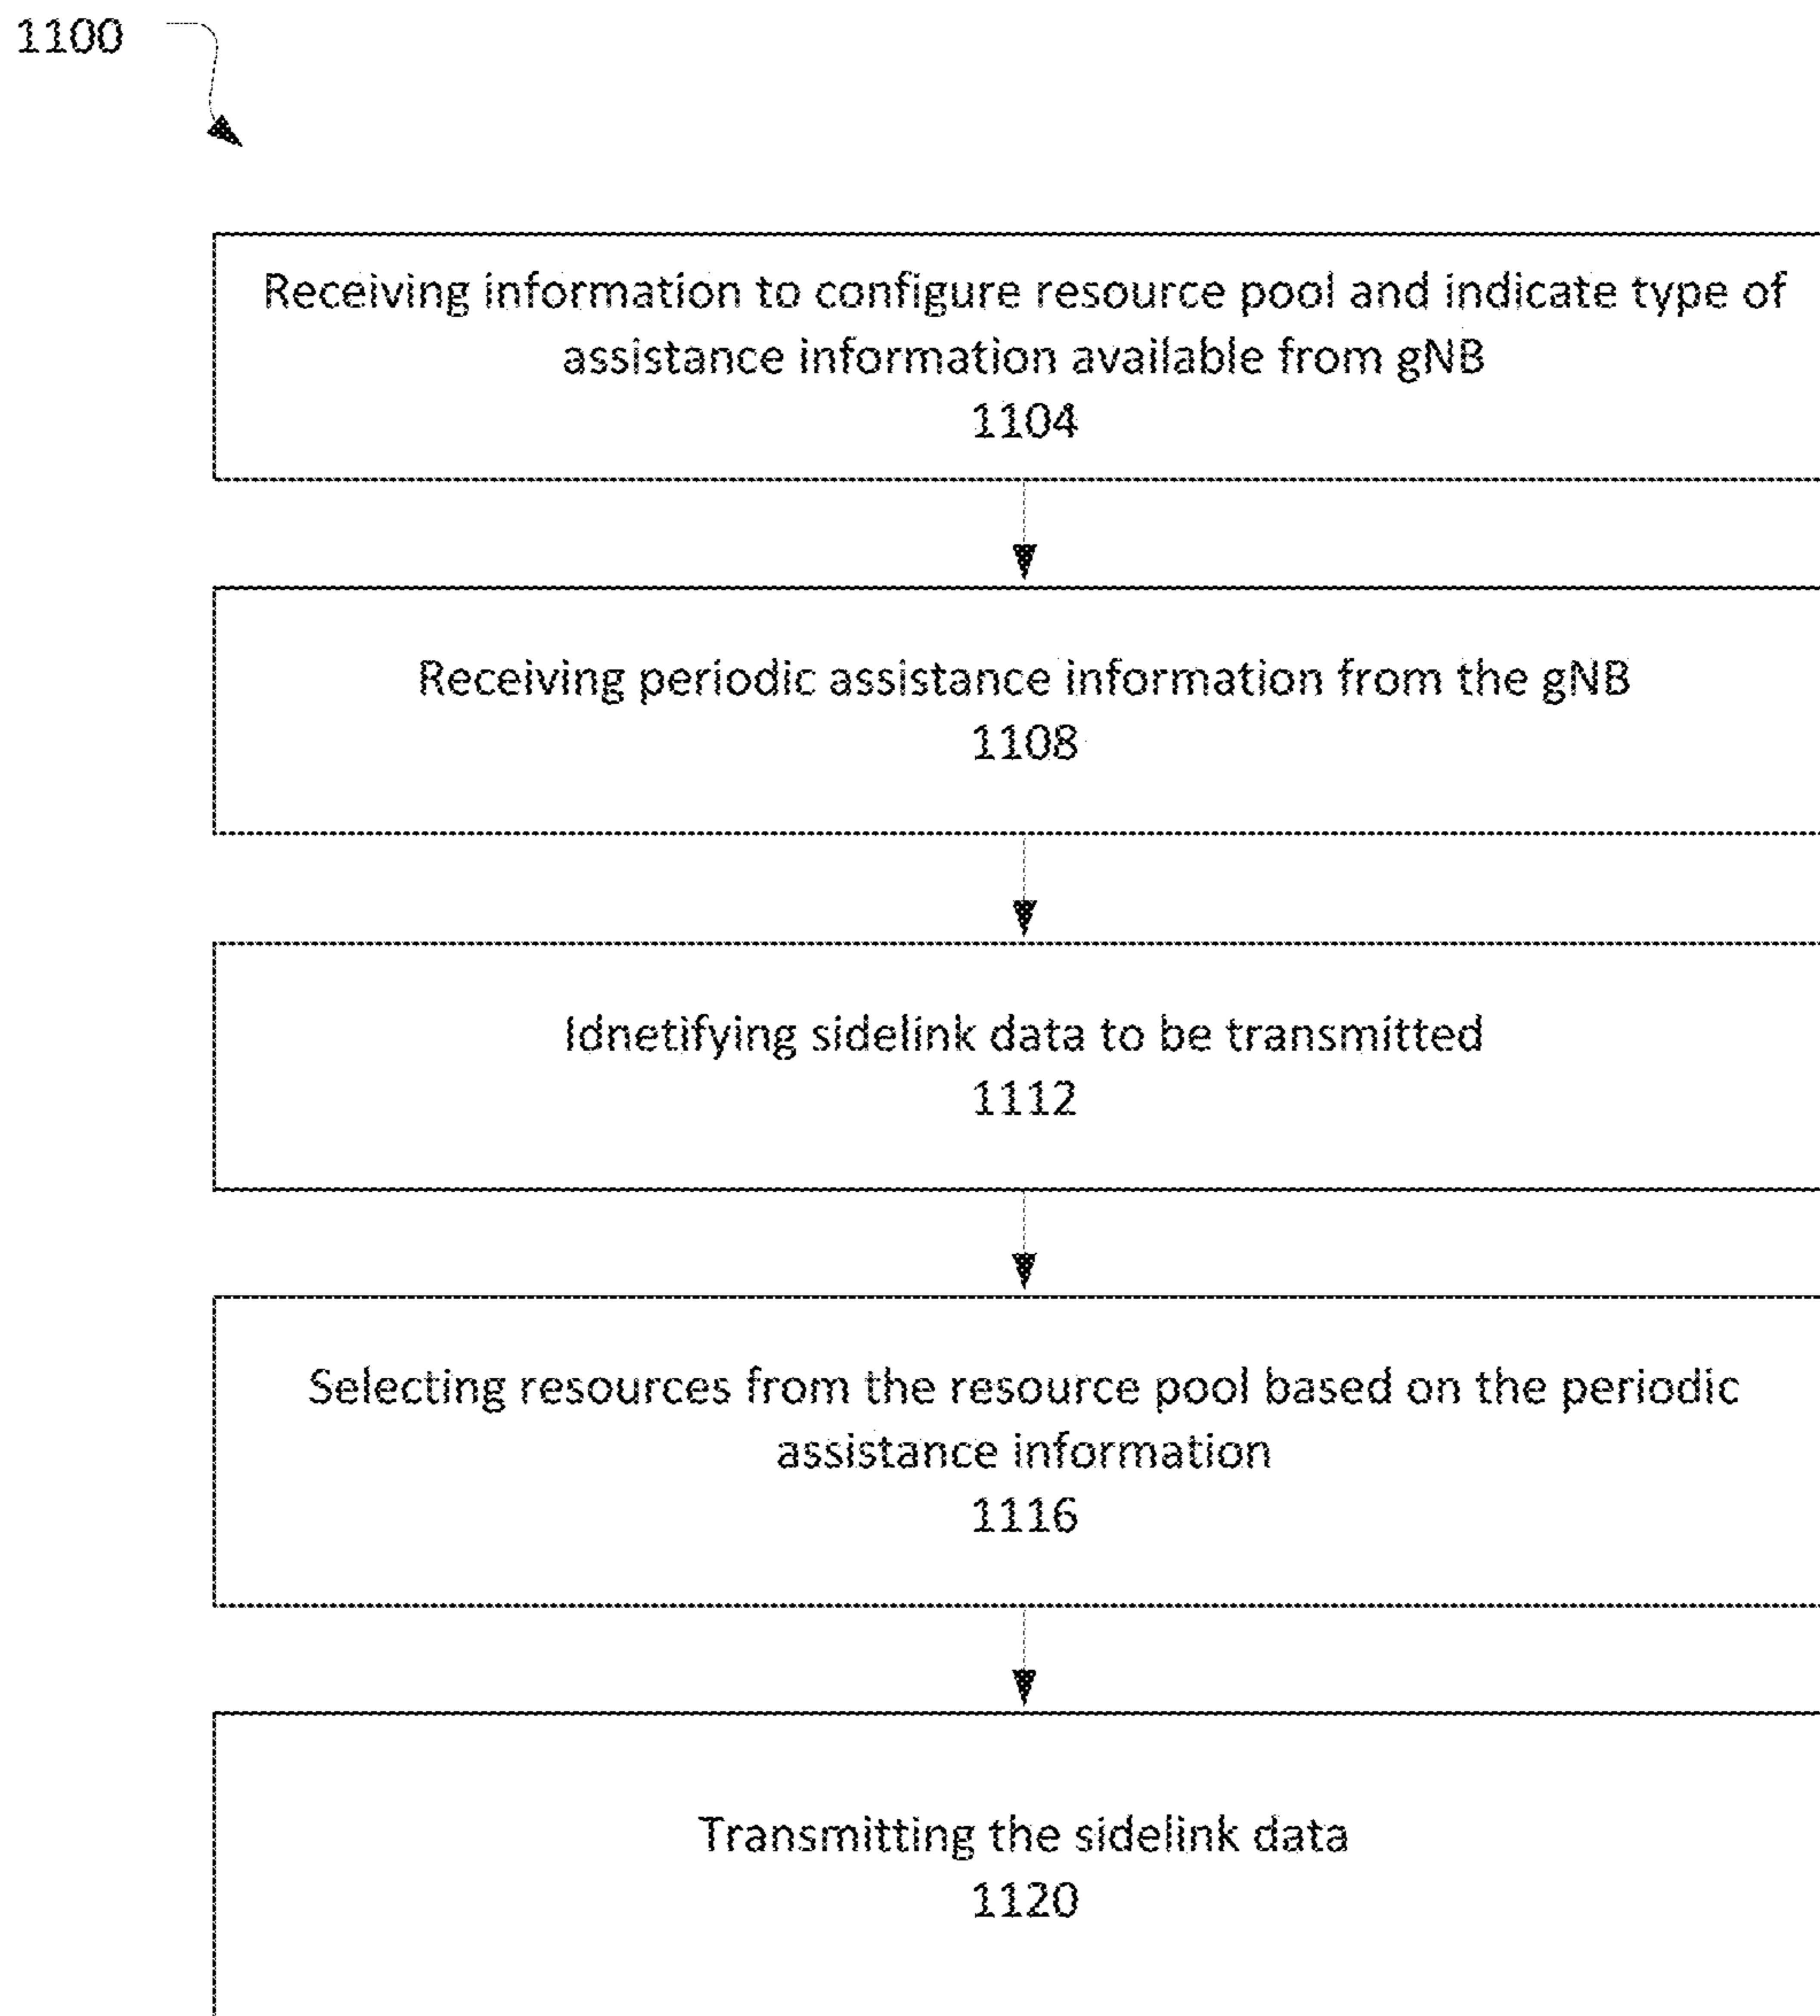 1100
Receiving information to configure resource pool and indicate type of
assistance information available from gNB
1104
Receiving periodic assistance information from the gNB
1108
Idnetifying sidelink data to be transmitted
1112
Selecting resources from the resource pool based on the periodic
assistance information
1116
Transmitting the sidelink data
1120